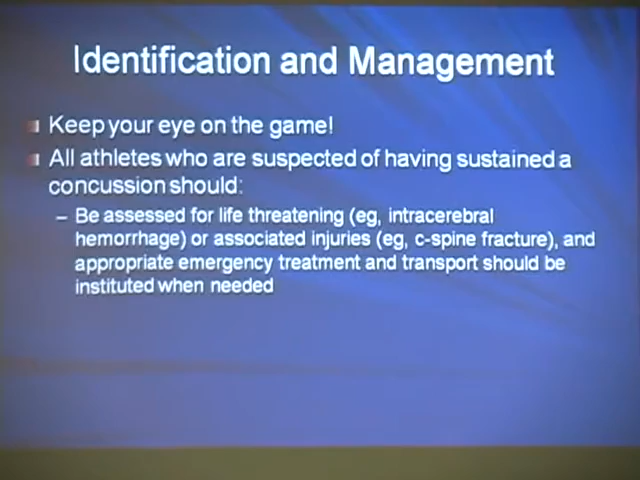 Identification and Management
Keep your eye on the game!
All athletes who are suspected of having sustained a
concussion should:
– Be assessed for life threatening (eg, intracerebral
hemorrhage) or associated injuries (eg, c-spine fracture), and
appropriate emergency treatment and transport should be
instituted when needed